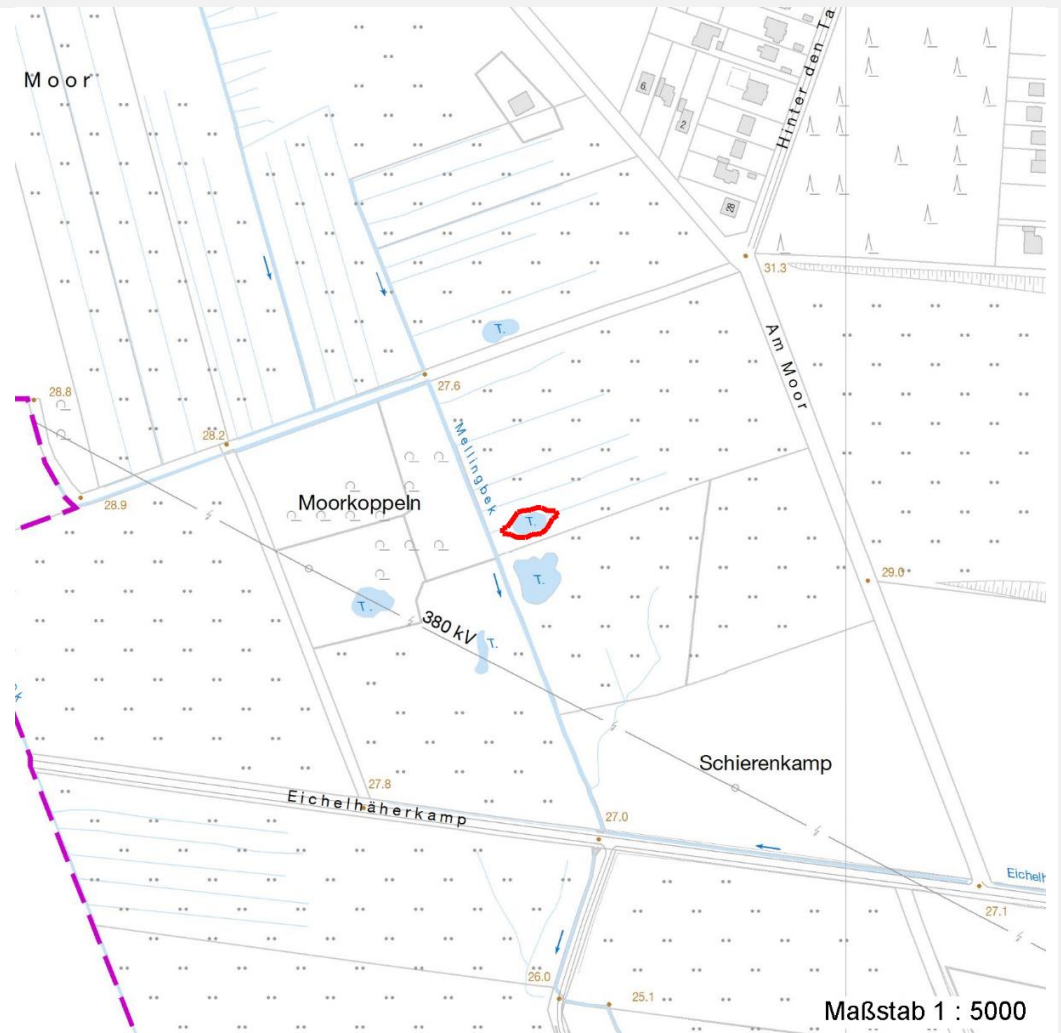 Moor
Hinter den Ta
6
2
28
31.3
T.
Am Moor
27.6
28.8
28.2
Mellingbek
28.9
Moorkoppeln
T.
T.
29.0
T.
380 kV
T.
Schierenkamp
27.8
Eichelhäherkamp
27.0
Eichelh
27.1
26.0
25.1
Maßstab 1 : 5000